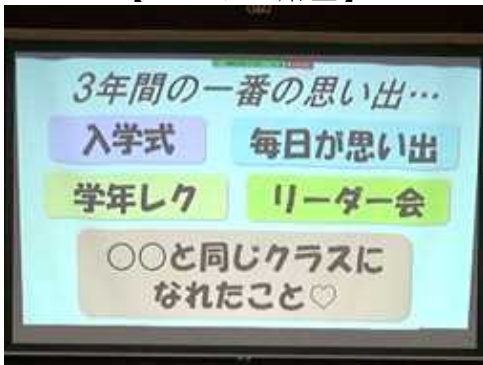 3年間の一番の思い出…
入学式
毎日が思い出
学年レク
リーダー会
○○と同じクラスに
なれたこと♡